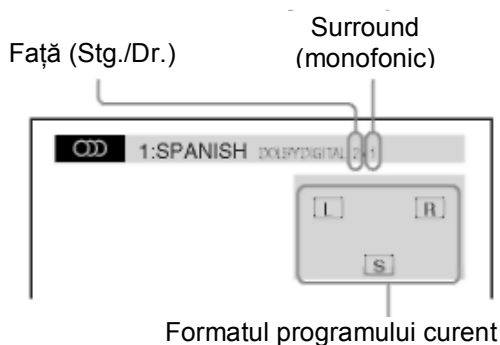 Surround
(monofonic)
Față (Stg./Dr.)
1:SPANISH DOLBY DIGITAL 2 1
L R
S
Formatul programului curent